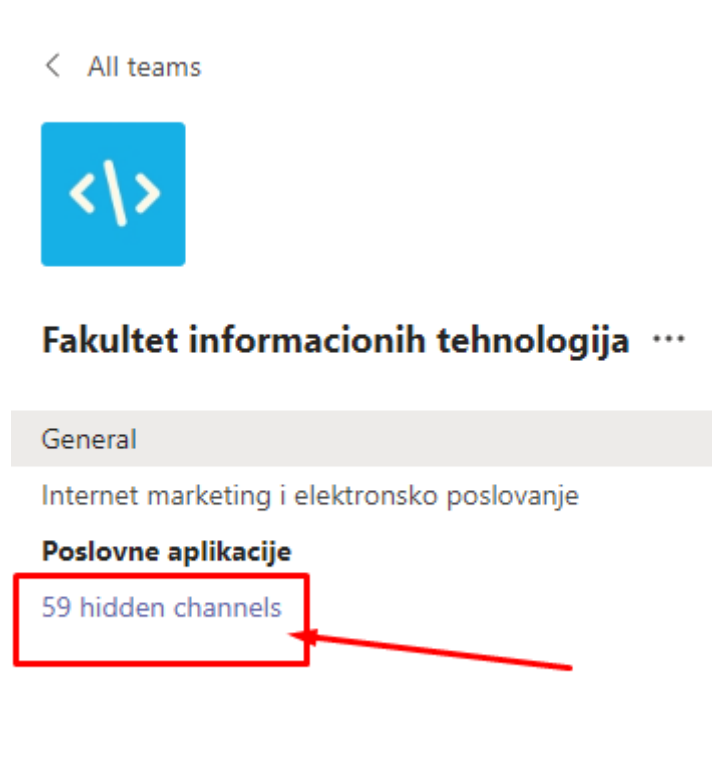 All teams
Fakultet informacionih tehnologija
General
Internet marketing i elektronsko poslovanje
Poslovne aplikacije
59 hidden channels